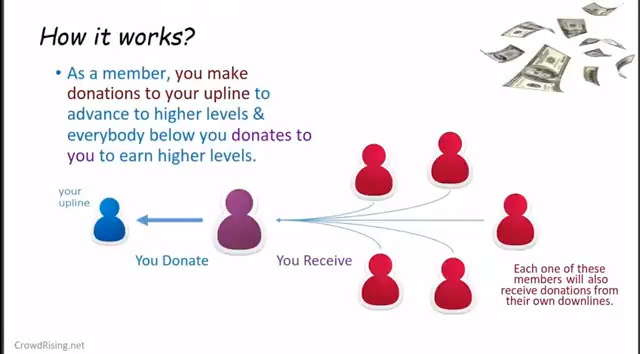 How it works?
• As a member, you make
donations to your upline to
advance to higher levels &
everybody below you donates to
you to earn higher levels.
your
upline
You Donate
You Receive
Each one of these
members will also
receive donations from
their own downlines.
CrowdRising.net